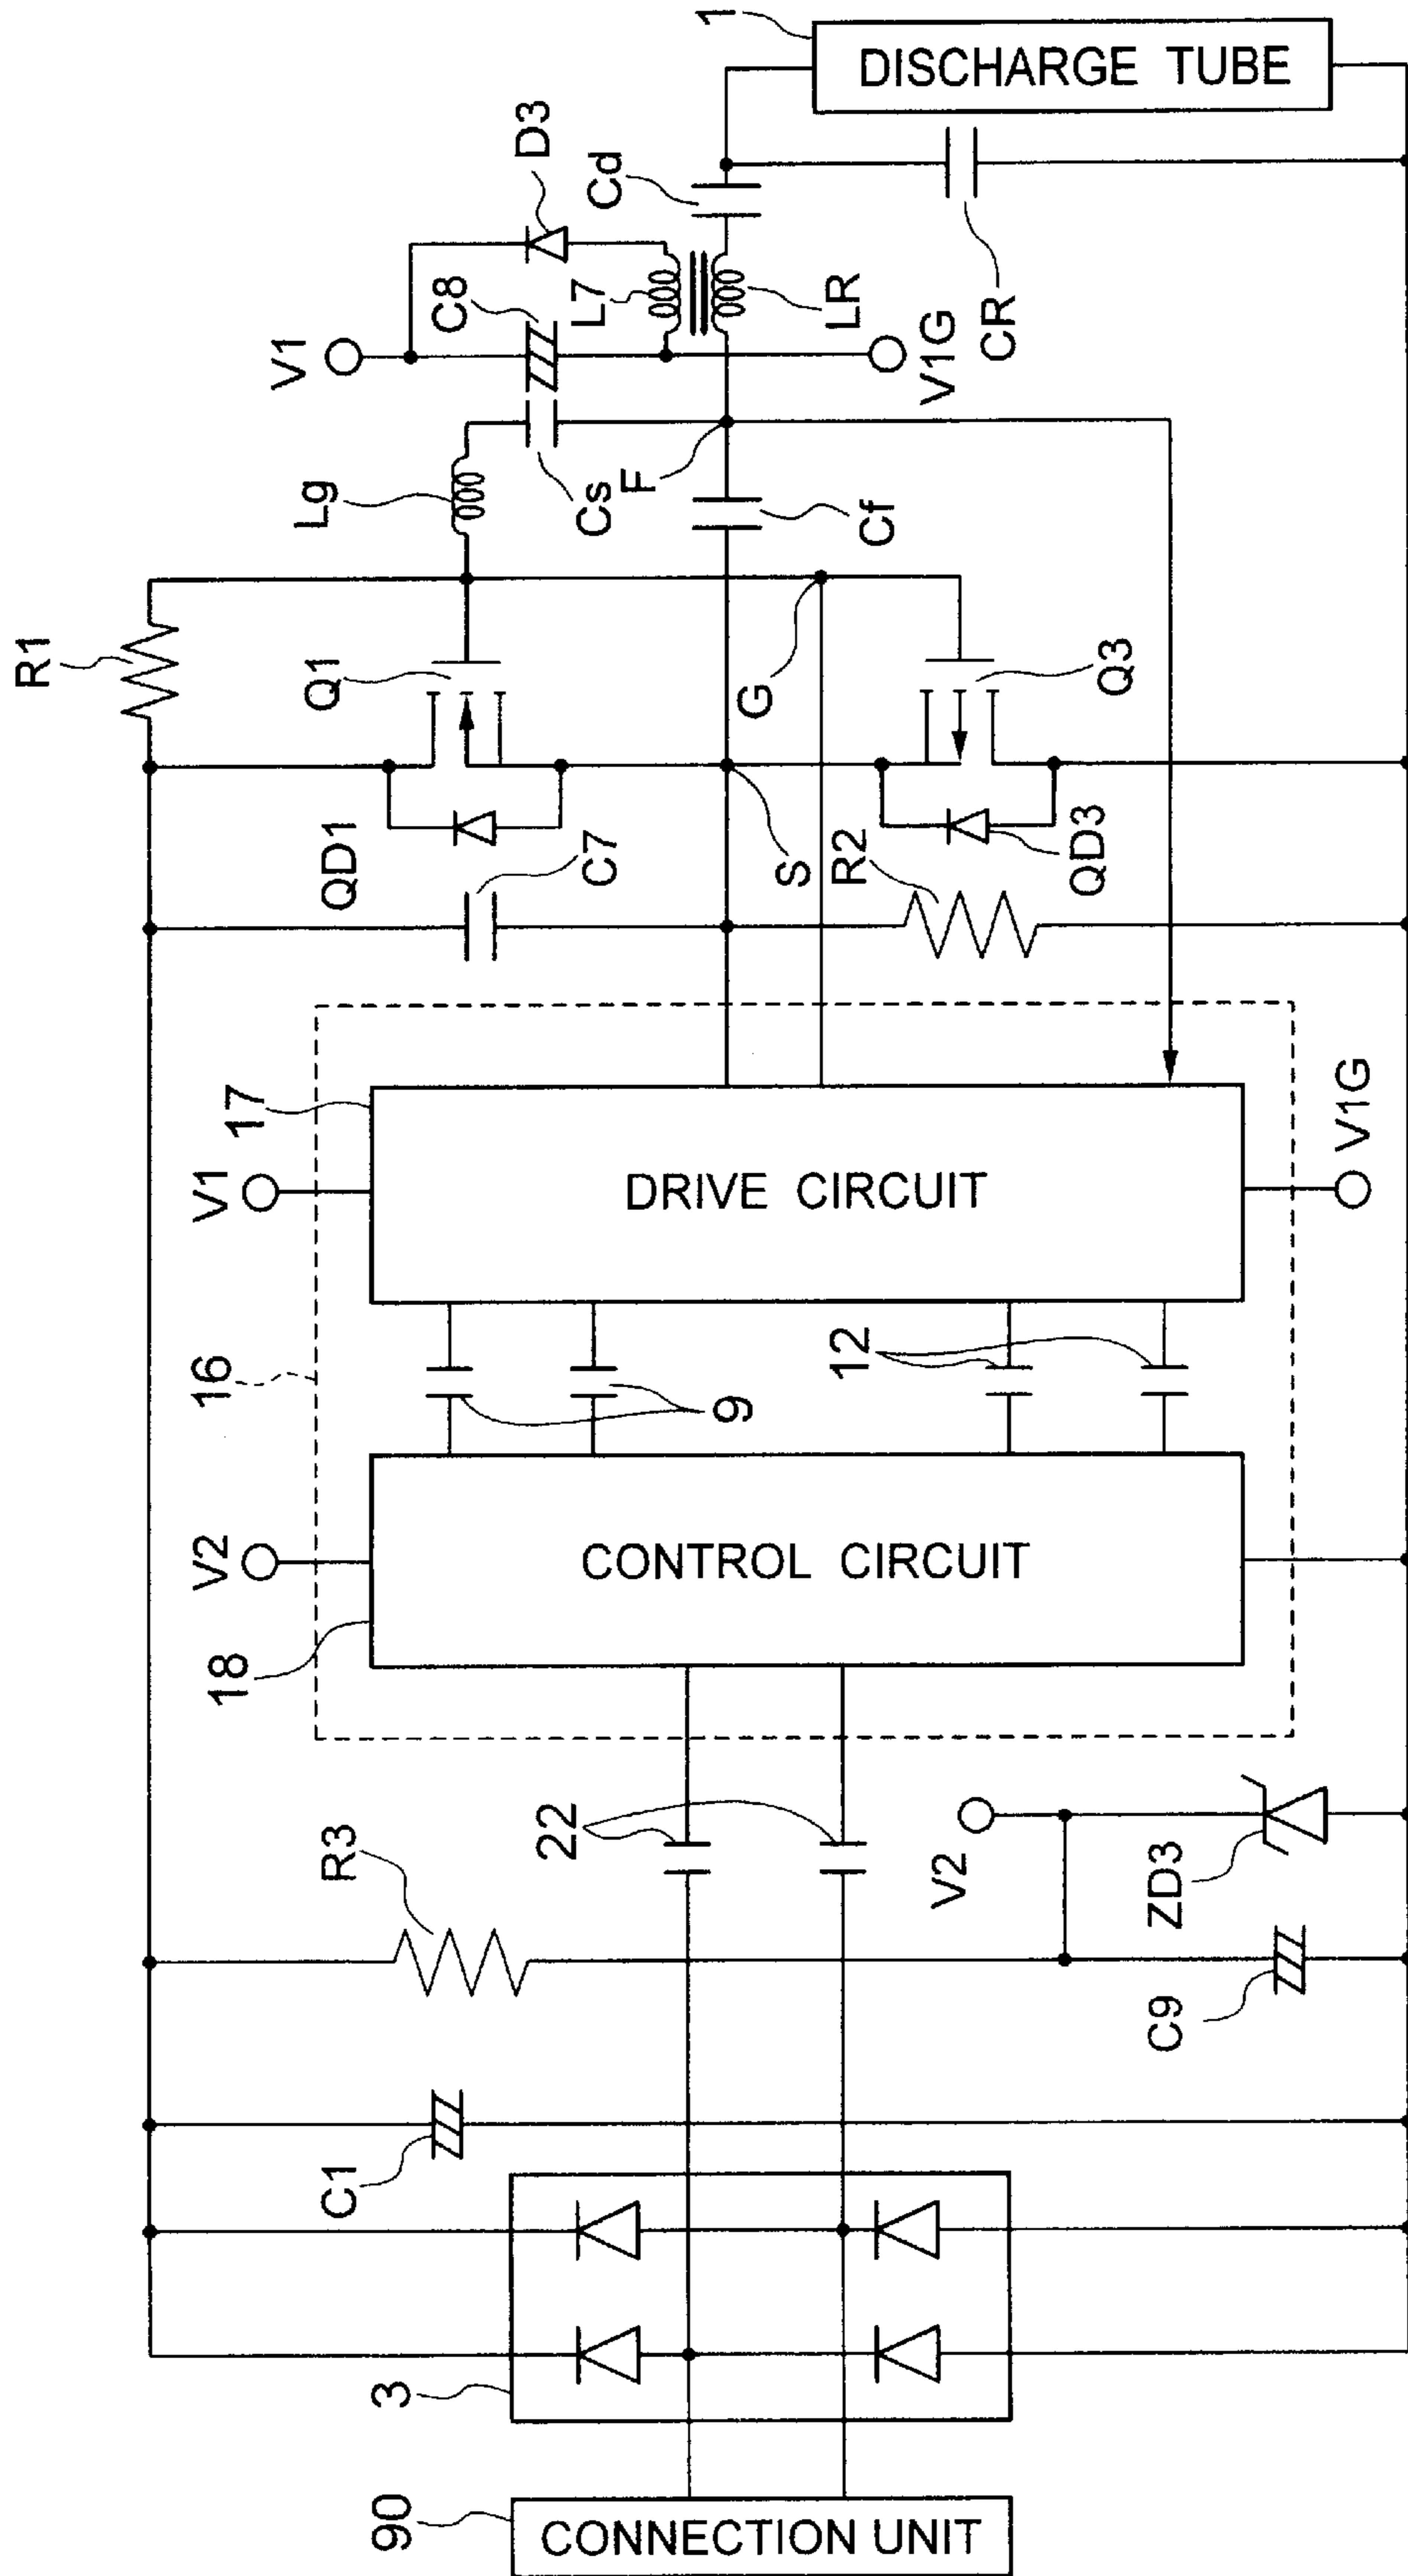 1
DISCHARGE TUBE
D3
Cd
C8
L7
LR
CR
V1
V1G
Lg
Cs
F
Cf
R1
Q1
G
Q3
QD1
C7
S
R2
QD3
17
V1
DRIVE CIRCUIT
V1G
16
9
12
V2
CONTROL CIRCUIT
18
R3
22
V2
ZD3
C9
C1
3
90
CONNECTION UNIT